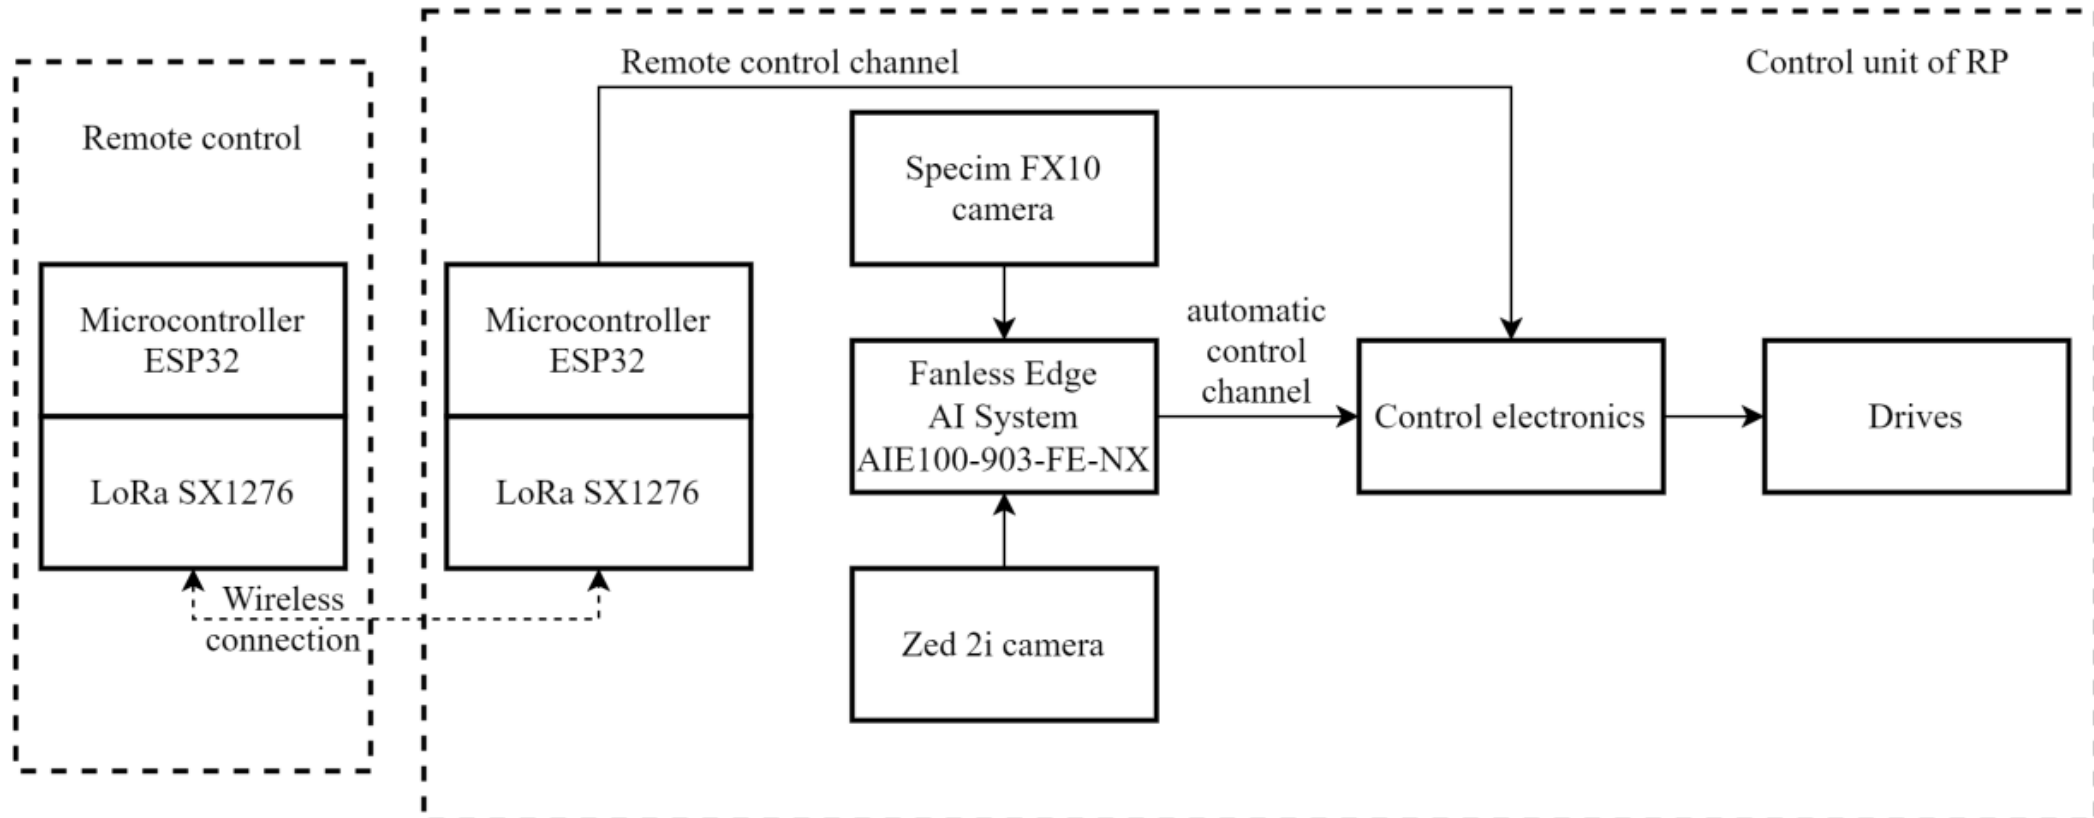 Remote control channel
Control unit of RP
Remote control
Specim FX10
camera
Microcontroller
ESP32
LoRa SX1276
Microcontroller
ESP32
LoRa SX1276
Fanless Edge
AI System
AIE100-903-FE-NX
automatic
control
channel
Control electronics
Drives
Wireless
connection
Zed 2i camera